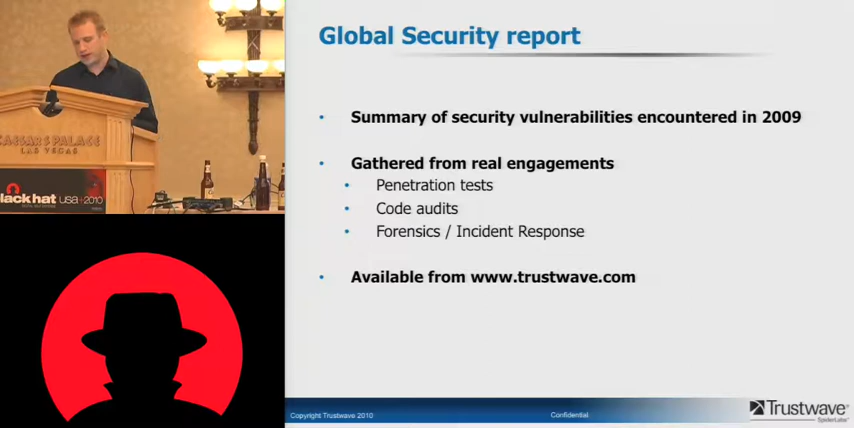 Global Security report
Summary of security vulnerabilities encountered in 2009
Gathered from real engagements
Penetration tests
Code audits
Forensics / Incident Response
Available from www.trustwave.com
CAESARS PALACE
LAS VEGAS
black hat usa+2010
Copyright Trustwave 2010
Confidential
Trustwave®
SpiderLabs